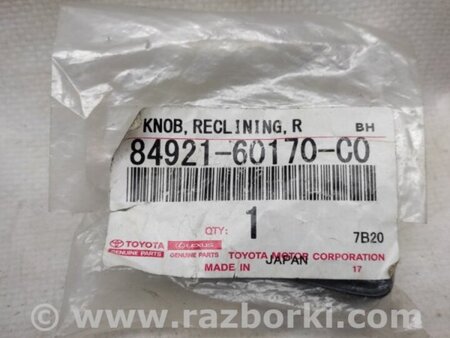 KNOB, RECLINING, R BH
84921-60170-C0
QTY: 1 7B20
TOYOTA LEXUS TOYOTA MOTOR CORPORATION
GENUINE PARTS GENUINE PARTS
MADE IN JAPAN 17
© www.razborki.com